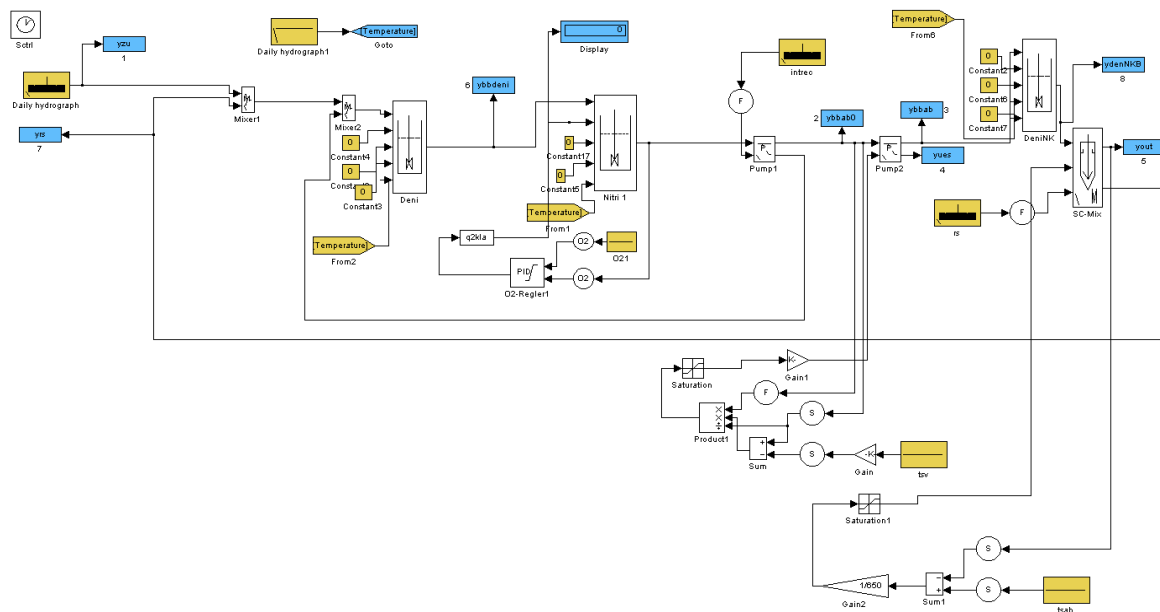 Sctrl
yzu
1
Daily hydrograph
yrs
7
Mixer1
Daily hydrograph1
[Temperature]
Goto
Mixer2
0
Constant4
0
0
Constant3
Deni
[Temperature]
From2
6
ybbdeni
0
Display
0
Constant17
0
Constant5
Nitri 1
[Temperature]
From1
q2kla
PID
O2-Regler1
O2
O2
O21
intrec
F
P
Pump1
2
ybbab0
ybbab
3
P
Pump2
yues
4
[Temperature]
From6
0
Constant2
0
Constant6
0
Constant7
DeniNK
ydenNKB
8
yout
5
SC-Mix
rs
F
Saturation
-K-
Gain1
F
×
×
÷
Product1
S
+
−
Sum
S
-K
Gain
tsv
Saturation1
1/650
Gain2
−
+
Sum1
S
S
tsab